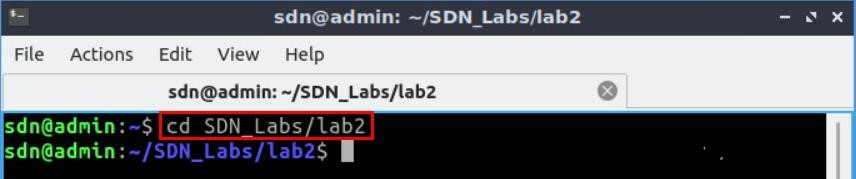 sdn@admin: ~/SDN_Labs/lab2
File Actions Edit View Help
sdn@admin: ~/SDN_Labs/lab2
sdn@admin:~$ cd SDN_Labs/lab2
sdn@admin:~/SDN_Labs/lab2$